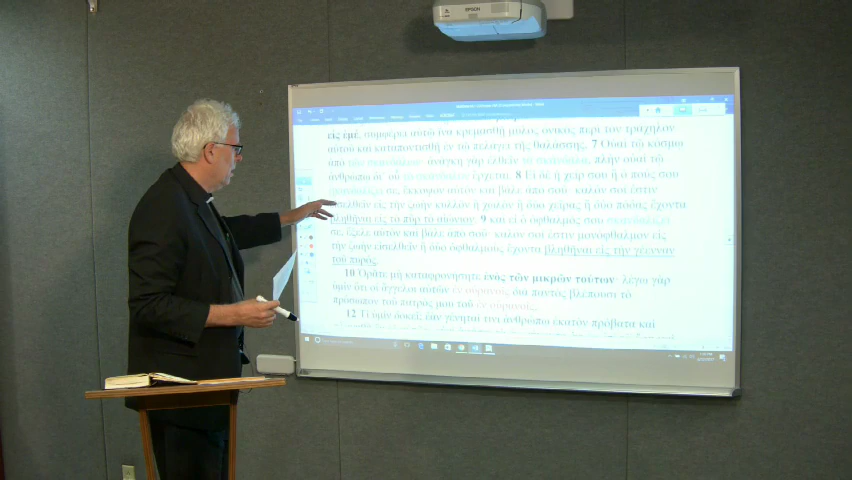 EPSON
εἰς ἐμέ, συμφέρει αὐτῷ ἵνα κρεμασθῇ μύλος ὀνικὸς περὶ τὸν τράχηλον
αὐτοῦ καὶ καταποντισθῇ ἐν τῷ πελάγει τῆς θαλάσσης. 7 Οὐαὶ τῷ κόσμῳ
ἀπὸ τῶν σκανδάλων· ἀνάγκη γὰρ ἐλθεῖν τὰ σκάνδαλα, πλὴν οὐαὶ τῷ
ἀνθρώπῳ δι᾽ οὗ τὸ σκάνδαλον ἔρχεται. 8 Εἰ δὲ ἡ χείρ σου ἢ ὁ πούς σου
σκανδαλίζει σε, ἔκκοψον αὐτὸν καὶ βάλε ἀπὸ σοῦ· καλόν σοί ἐστιν
εἰσελθεῖν εἰς τὴν ζωὴν κυλλὸν ἢ χωλόν ἢ δύο χεῖρας ἢ δύο πόδας ἔχοντα
βληθῆναι εἰς τὸ πῦρ τὸ αἰώνιον. 9 καὶ εἰ ὁ ὀφθαλμός σου σκανδαλίζει
σε, ἔξελε αὐτὸν καὶ βάλε ἀπὸ σοῦ· καλόν σοί ἐστιν μονόφθαλμον εἰς
τὴν ζωὴν εἰσελθεῖν ἢ δύο ὀφθαλμοὺς ἔχοντα βληθῆναι εἰς τὴν γέενναν
τοῦ πυρός.
10 Ὁρᾶτε μὴ καταφρονήσητε ἑνὸς τῶν μικρῶν τούτων· λέγω γὰρ
ὑμῖν ὅτι οἱ ἄγγελοι αὐτῶν ἐν οὐρανοῖς διὰ παντὸς βλέπουσι τὸ
πρόσωπον τοῦ πατρός μου τοῦ ἐν οὐρανοῖς.
12 Τί ὑμῖν δοκεῖ; ἐὰν γένηταί τινι ἀνθρώπῳ ἑκατὸν πρόβατα καὶ